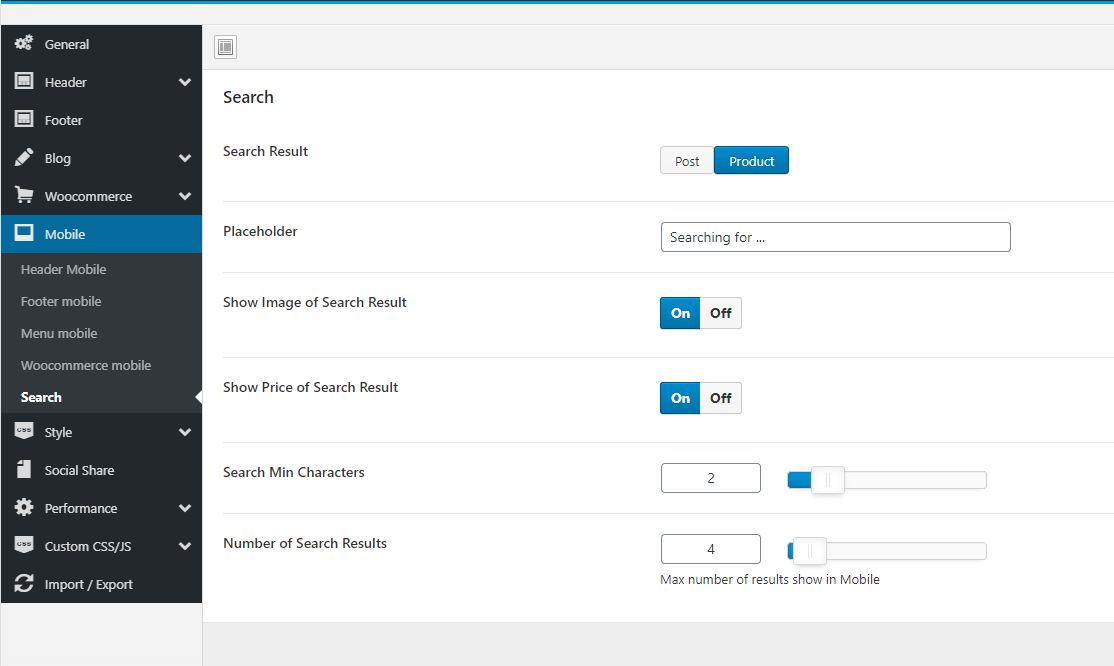 General
Header
Footer
Blog
Woocommerce
Mobile
Header Mobile
Footer mobile
Menu mobile
Woocommerce mobile
Search
css Style
Social Share
Performance
css Custom CSS/JS
Import / Export
Search
Search Result
Post Product
Placeholder
Searching for ...
Show Image of Search Result
On Off
Show Price of Search Result
On Off
Search Min Characters
2
Number of Search Results
4
Max number of results show in Mobile